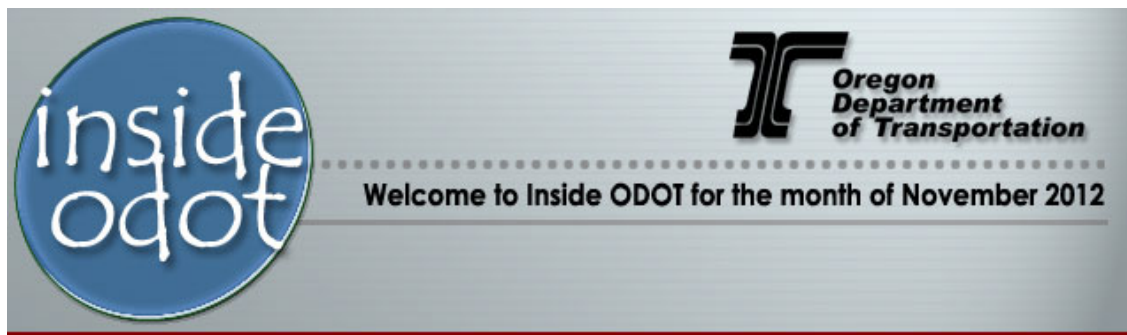 inside
odot
Oregon
Department
of Transportation
Welcome to Inside ODOT for the month of November 2012